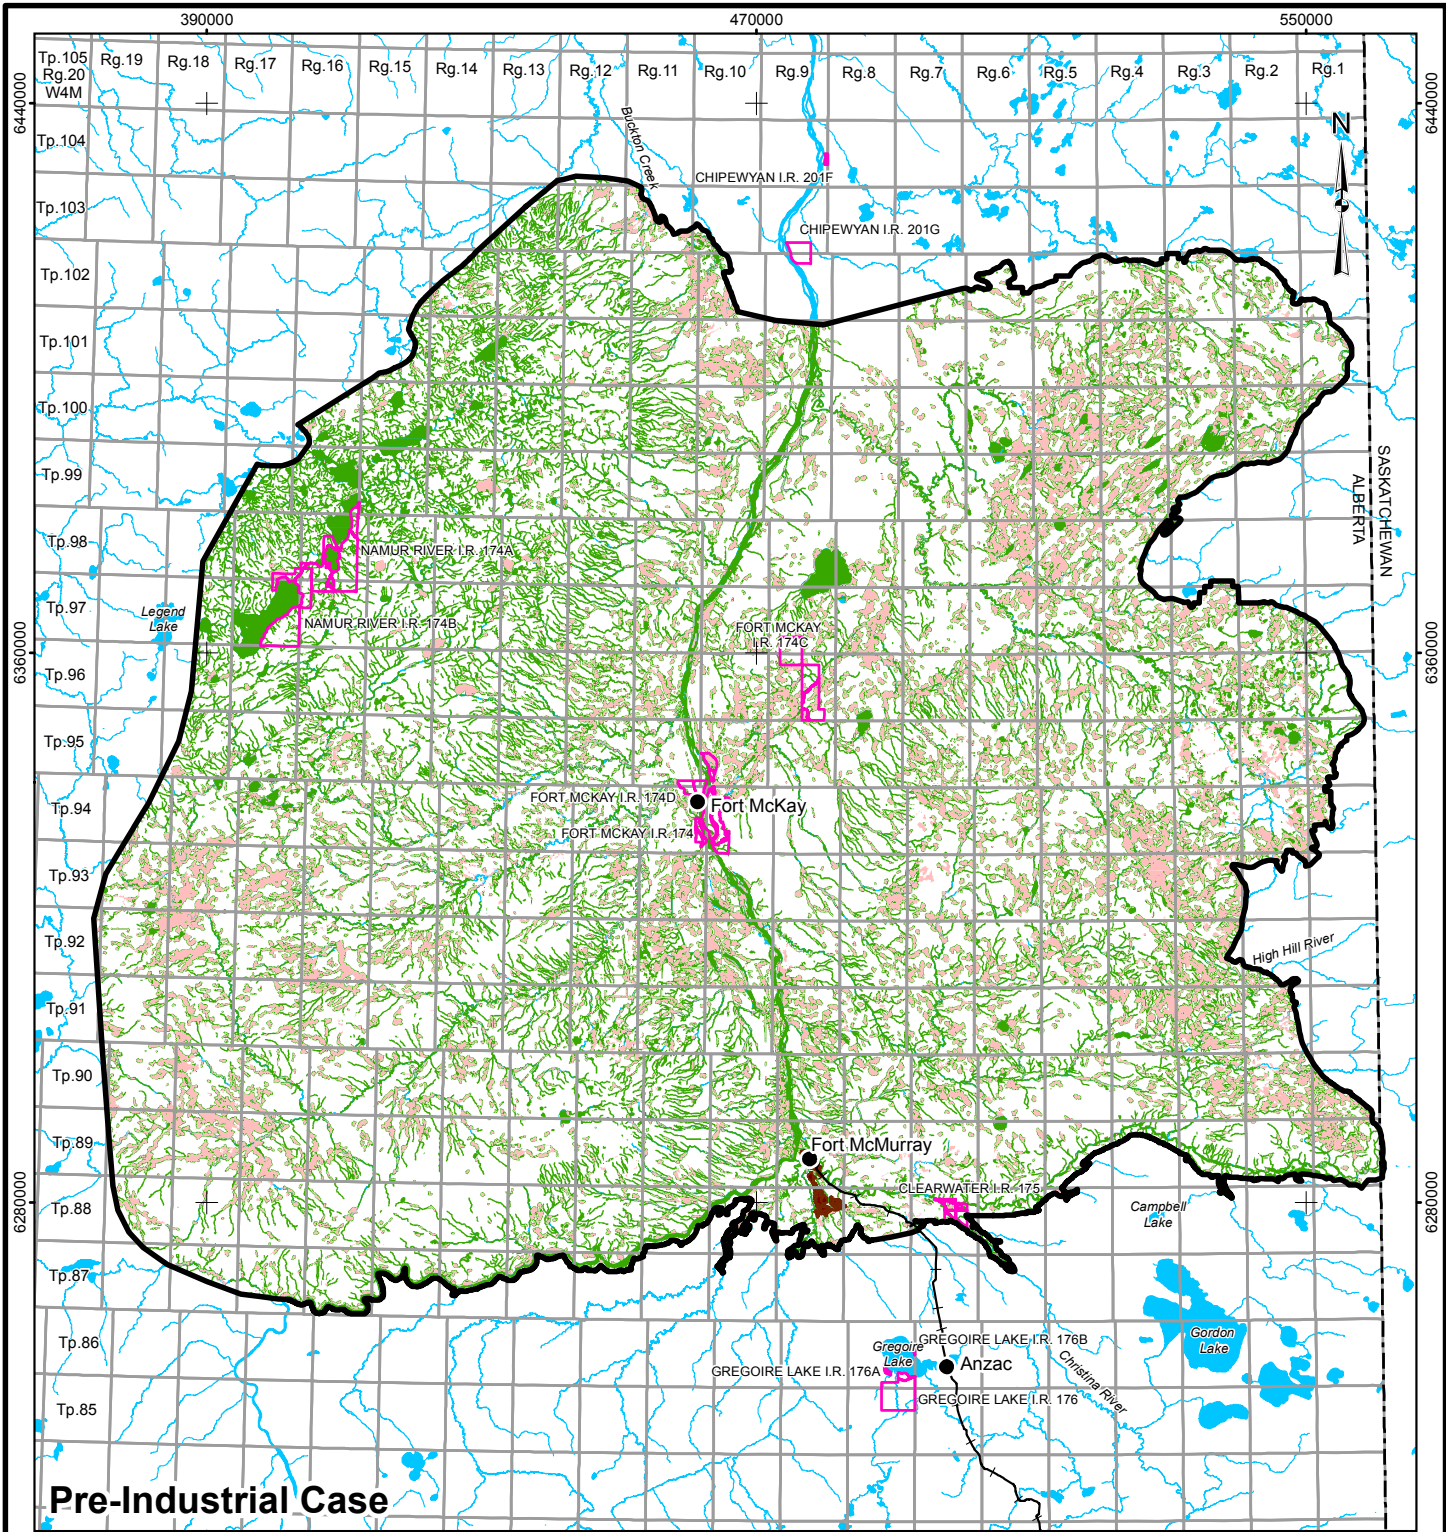 390000
470000
550000
Tp.105
Rg.20
W4M
Rg.19
Rg.18
Rg.17
Rg.16
Rg.15
Rg.14
Rg.13
Rg.12
Rg.11
Rg.10
Rg.9
Rg.8
Rg.7
Rg.6
Rg.5
Rg.4
Rg.3
Rg.2
Rg.1
6440000
6440000
N
Tp.104
Buckton Creek
CHIPEWYAN I.R. 201F
Tp.103
CHIPEWYAN I.R. 201G
Tp.102
Tp.101
Tp.100
Tp.99
SASKATCHEWAN
ALBERTA
Tp.98
NAMUR RIVER I.R. 174A
Tp.97
Legend
Lake
NAMUR RIVER I.R. 174B
FORT MCKAY
I.R. 174C
6360000
6360000
Tp.96
Tp.95
Tp.94
FORT MCKAY I.R. 174D
Fort McKay
FORT MCKAY I.R. 174
Tp.93
Tp.92
High Hill River
Tp.91
Tp.90
Tp.89
Fort McMurray
CLEARWATER I.R. 175
6280000
6280000
Tp.88
Campbell
Lake
Tp.87
Tp.86
Gregoire
Lake
GREGOIRE LAKE I.R. 176B
Gordon
Lake
Anzac
Christina River
GREGOIRE LAKE I.R. 176A
GREGOIRE LAKE I.R. 176
Tp.85
Pre-Industrial Case